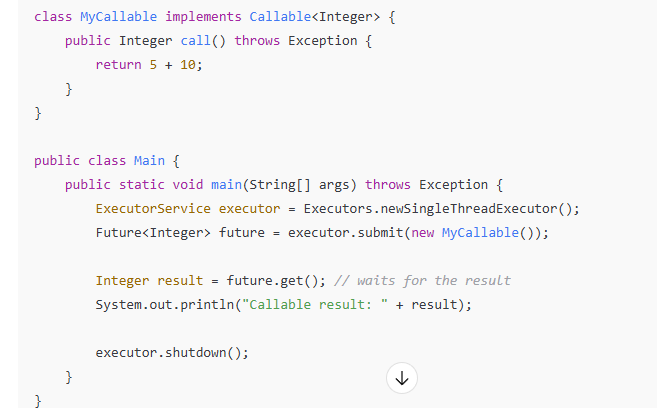 class MyCallable implements Callable<Integer> {
    public Integer call() throws Exception {
        return 5 + 10;
    }
}

public class Main {
    public static void main(String[] args) throws Exception {
        ExecutorService executor = Executors.newSingleThreadExecutor();
        Future<Integer> future = executor.submit(new MyCallable());

        Integer result = future.get(); // waits for the result
        System.out.println("Callable result: " + result);

        executor.shutdown();
    }
}